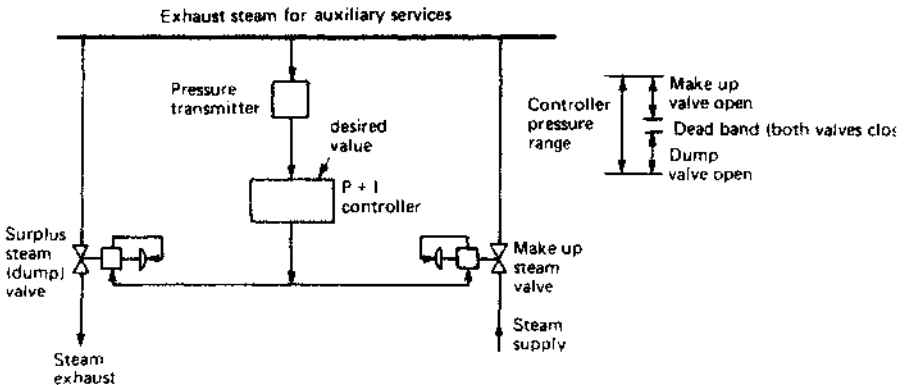 Exhaust steam for auxiliary services
Pressure
transmitter
desired
value
P + I
controller
Surplus
steam
(dump)
valve
Steam
exhaust
Make up
steam
valve
Steam
supply
Controller
pressure
range
Make up
valve open
Dead band (both valves clos
Dump
valve open